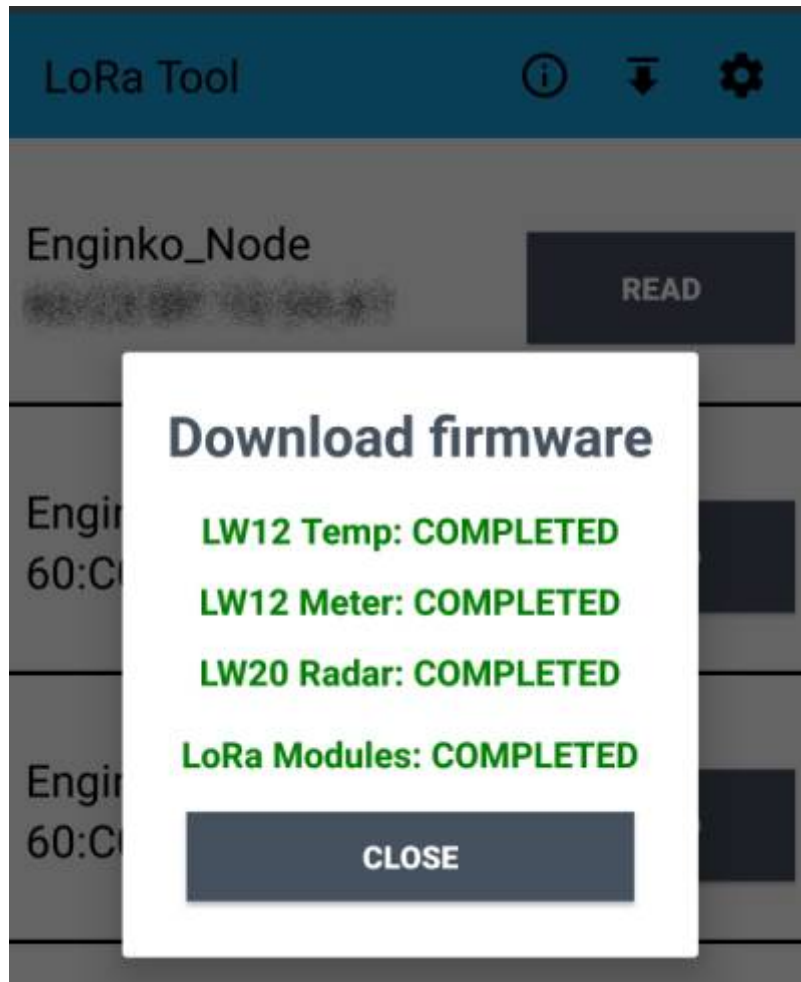 LoRa Tool
Enginko_Node
READ
Download firmware
LW12 Temp: COMPLETED
LW12 Meter: COMPLETED
LW20 Radar: COMPLETED
LoRa Modules: COMPLETED
CLOSE